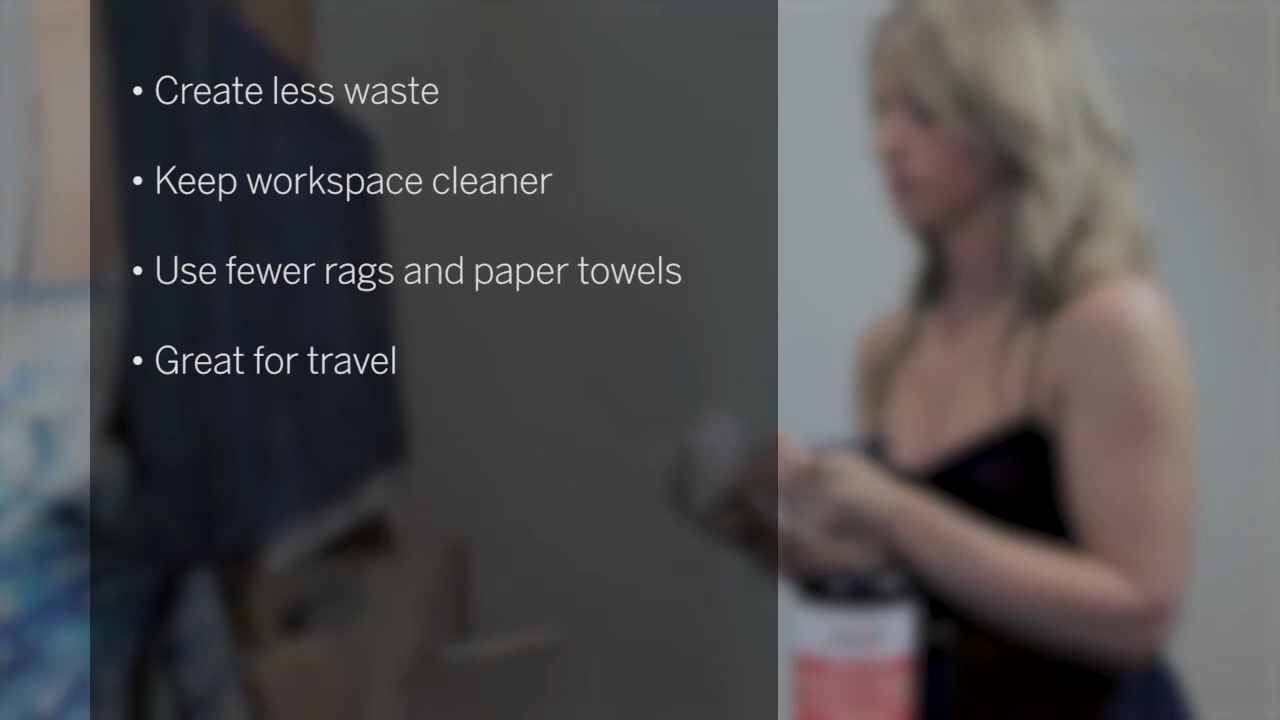 • Create less waste
• Keep workspace cleaner
• Use fewer rags and paper towels
• Great for travel